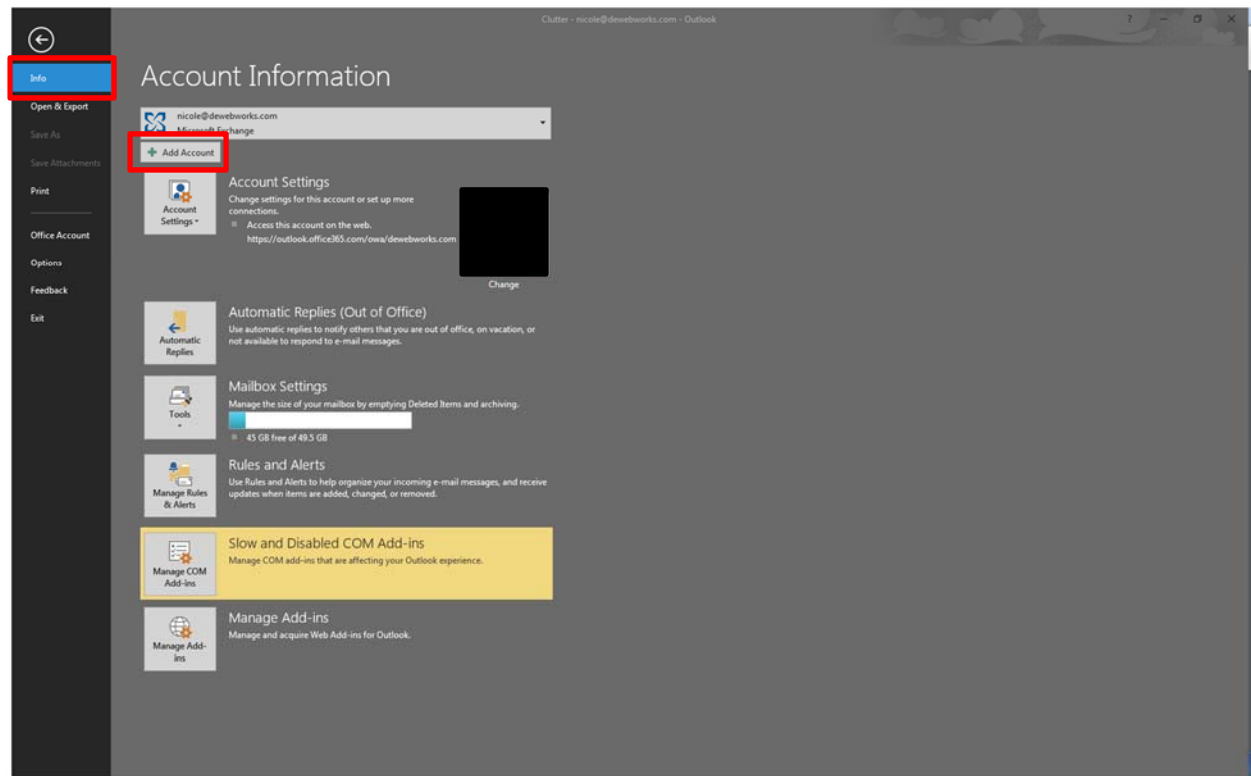 Clutter - nicole@dewebworks.com - Outlook
?
Info
Open & Export
Save As
Save Attachments
Print
Office Account
Options
Feedback
Exit
Account Information
nicole@dewebworks.com
Microsoft Exchange
Add Account
Account
Settings
Account Settings
Change settings for this account or set up more
connections.
Access this account on the web.
https://outlook.office365.com/owa/dewebworks.com
Change
Automatic
Replies
Automatic Replies (Out of Office)
Use automatic replies to notify others that you are out of office, on vacation, or
not available to respond to e-mail messages.
Tools
Mailbox Settings
Manage the size of your mailbox by emptying Deleted Items and archiving.
45 GB free of 49.5 GB
Manage Rules
& Alerts
Rules and Alerts
Use Rules and Alerts to help organize your incoming e-mail messages, and receive
updates when items are added, changed, or removed.
Manage COM
Add-ins
Slow and Disabled COM Add-ins
Manage COM add-ins that are affecting your Outlook experience.
Manage Add-
ins
Manage Add-ins
Manage and acquire Web Add-ins for Outlook.